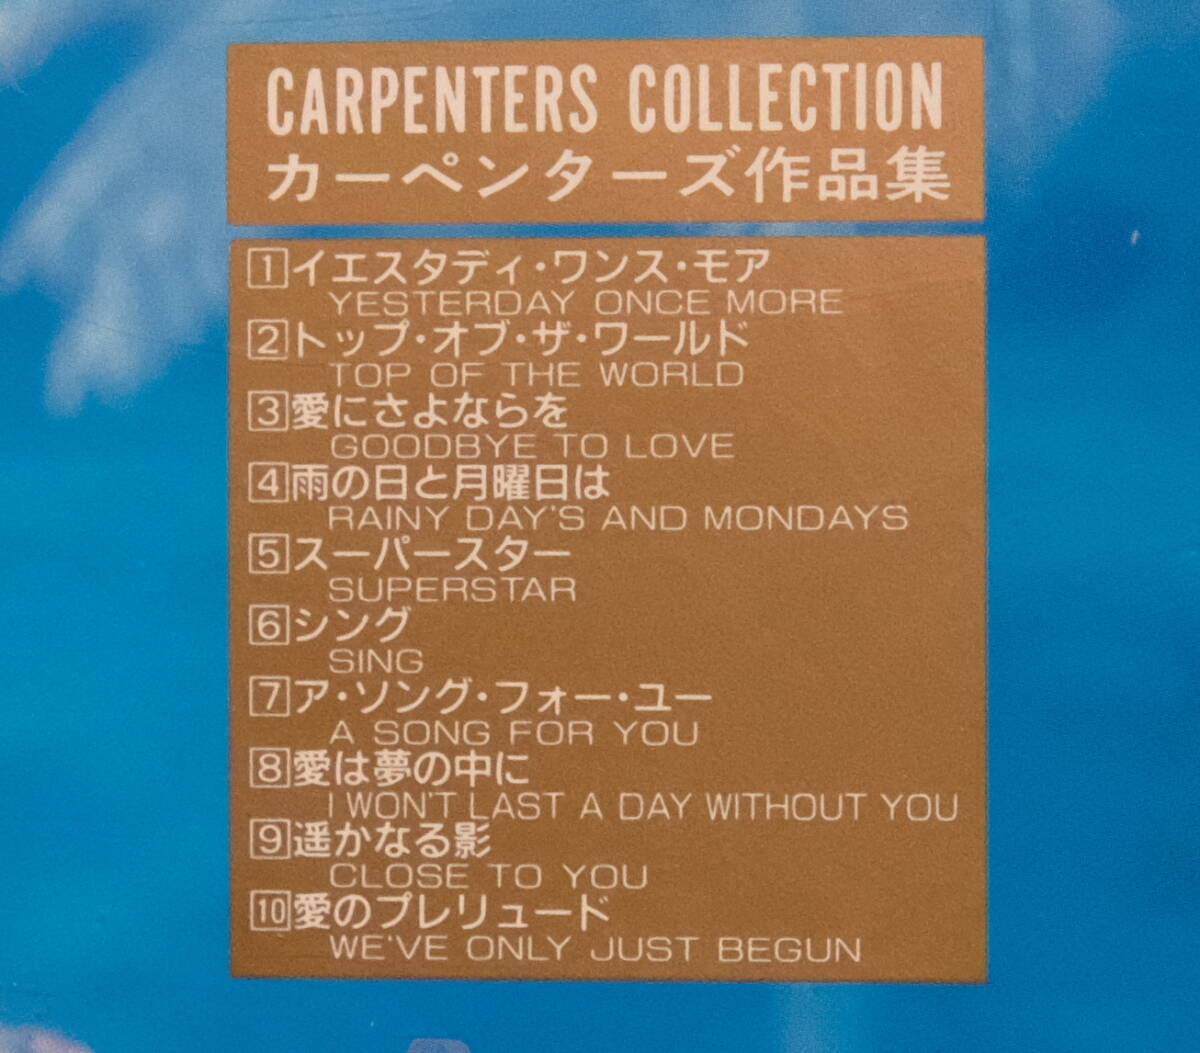 CARPENTERS COLLECTION
カーペンターズ作品集
1 イエスタディ・ワンス・モア
YESTERDAY ONCE MORE
2 トップ・オブ・ザ・ワールド
TOP OF THE WORLD
3 愛にさよならを
GOODBYE TO LOVE
4 雨の日と月曜日は
RAINY DAY'S AND MONDAYS
5 スーパースター
SUPERSTAR
6 シング
SING
7 ア・ソング・フォー・ユー
A SONG FOR YOU
8 愛は夢の中に
I WON'T LAST A DAY WITHOUT YOU
9 遥かなる影
CLOSE TO YOU
10 愛のプレリュード
WE'VE ONLY JUST BEGUN